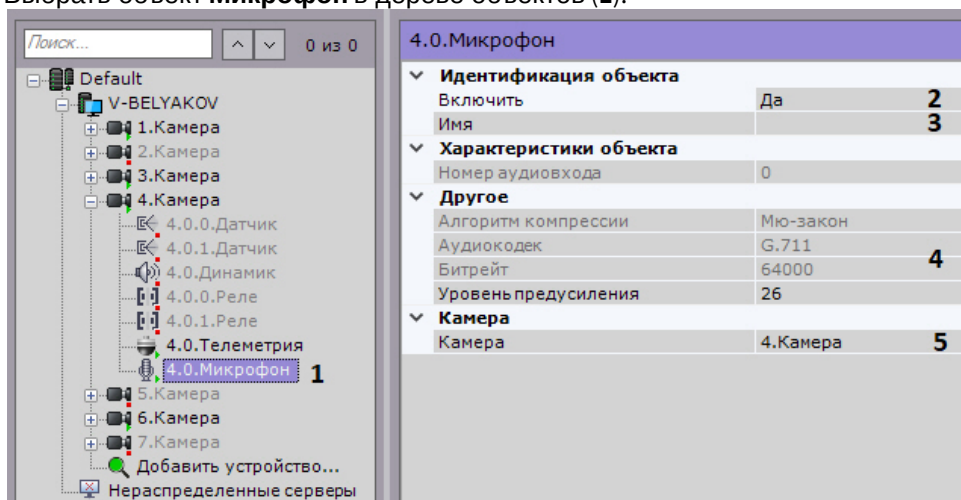 Выбрать объект Микрофон в дереве объектов (1).
Поиск...
0 из 0
Default
V-BELYAKOV
1.Камера
2.Камера
3.Камера
4.Камера
4.0.0.Датчик
4.0.1.Датчик
4.0.Динамик
4.0.0.Реле
4.0.1.Реле
4.0.Телеметрия
4.0.Микрофон 1
5.Камера
6.Камера
7.Камера
Добавить устройство...
Нераспределенные серверы
4.0.Микрофон
Идентификация объекта
Включить Да 2
Имя 3
Характеристики объекта
Номер аудиовхода 0
Другое
Алгоритм компрессии Мю-закон
Аудиокодек G.711
Битрейт 64000 4
Уровень предусиления 26
Камера
Камера 4.Камера 5